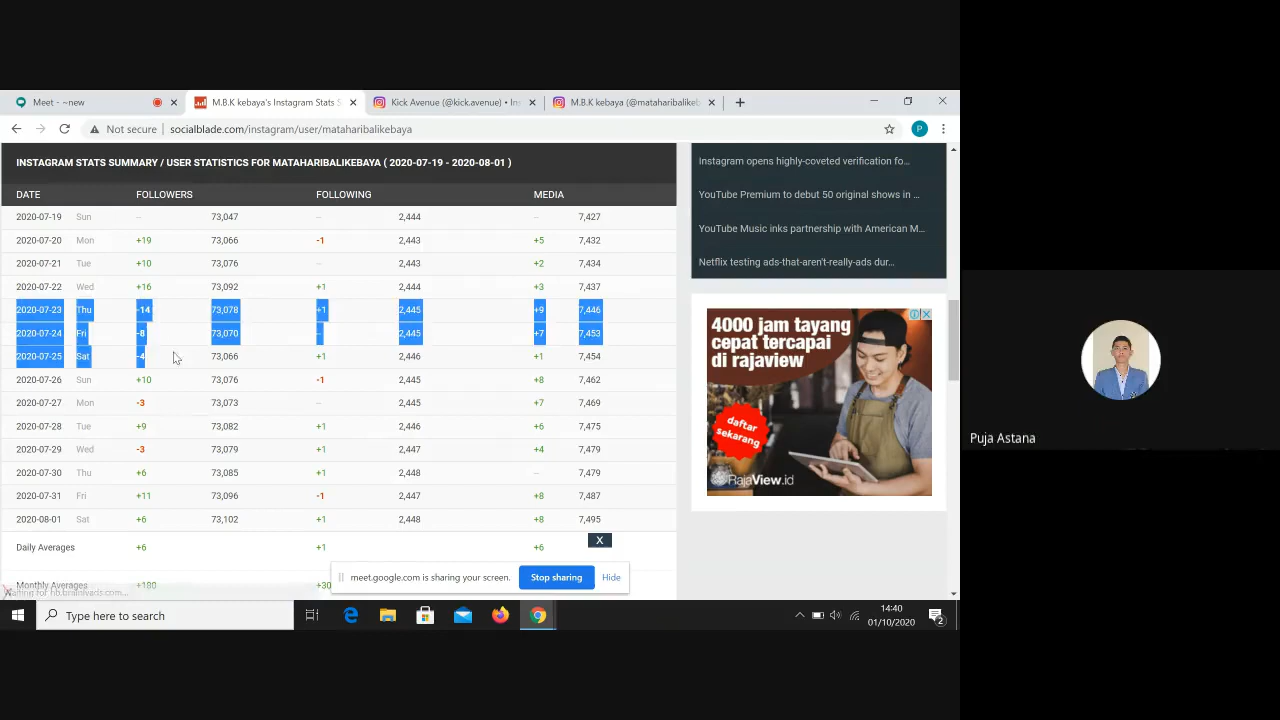 Meet - ~new
M.B.K kebaya's Instagram Stats S
Kick Avenue (@kick.avenue) • In
M.B.K kebaya (@mataharibalikeb
Not secure | socialblade.com/instagram/user/mataharibalikebaya
P
INSTAGRAM STATS SUMMARY / USER STATISTICS FOR MATAHARIBALIKEBAYA ( 2020-07-19 - 2020-08-01 )
DATE FOLLOWERS FOLLOWING MEDIA
2020-07-19 Sun -- 73,047 -- 2,444 -- 7,427
2020-07-20 Mon +19 73,066 -1 2,443 +5 7,432
2020-07-21 Tue +10 73,076 -- 2,443 +2 7,434
2020-07-22 Wed +16 73,092 +1 2,444 +3 7,437
2020-07-23 Thu -14 73,078 +1 2,445 +9 7,446
2020-07-24 Fri -8 73,070 -- 2,445 +7 7,453
2020-07-25 Sat -4 73,066 +1 2,446 +1 7,454
2020-07-26 Sun +10 73,076 -1 2,445 +8 7,462
2020-07-27 Mon -3 73,073 -- 2,445 +7 7,469
2020-07-28 Tue +9 73,082 +1 2,446 +6 7,475
2020-07-29 Wed -3 73,079 +1 2,447 +4 7,479
2020-07-30 Thu +6 73,085 +1 2,448 -- 7,479
2020-07-31 Fri +11 73,096 -1 2,447 +8 7,487
2020-08-01 Sat +6 73,102 +1 2,448 +8 7,495
Daily Averages +6 +1 +6
X
Monthly Averages +180 +30
Instagram opens highly-coveted verification fo...
YouTube Premium to debut 50 original shows in ...
YouTube Music inks partnership with American M...
Netflix testing ads-that-aren't-really-ads dur...
4000 jam tayang
cepat tercapai
di rajaview
daftar
sekarang
RajaView.id
meet.google.com is sharing your screen. Stop sharing Hide
Type here to search
14:40
01/10/2020
2
Puja Astana